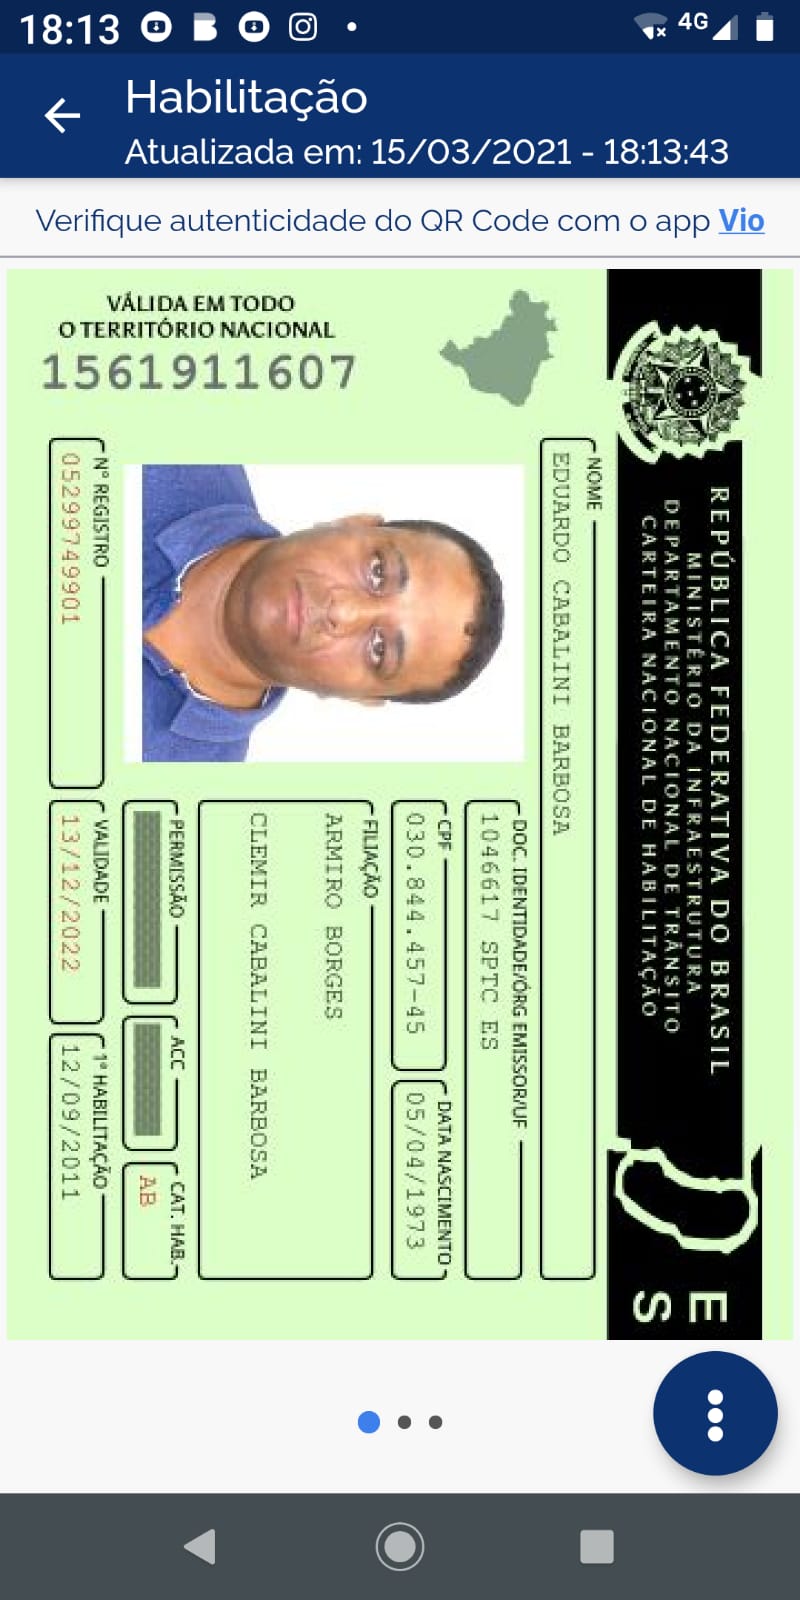 18:13
4G
Habilitação
Atualizada em: 15/03/2021 - 18:13:43
Verifique autenticidade do QR Code com o app Vio
VÁLIDA EM TODO
O TERRITÓRIO NACIONAL
1561911607
REPÚBLICA FEDERATIVA DO BRASIL
MINISTÉRIO DA INFRAESTRUTURA
DEPARTAMENTO NACIONAL DE TRÂNSITO
CARTEIRA NACIONAL DE HABILITAÇÃO
E
S
NOME
EDUARDO CABALINI BARBOSA
DOC. IDENTIDADE/ÓRG EMISSOR/UF
1046617 SPTC ES
CPF
030.844.457-45
DATA NASCIMENTO
05/04/1973
FILIAÇÃO
ARMIRO BORGES
CLEMIR CABALINI BARBOSA
PERMISSÃO
ACC
CAT. HAB.
AB
Nº REGISTRO
05299749901
VALIDADE
13/12/2022
1ª HABILITAÇÃO
12/09/2011